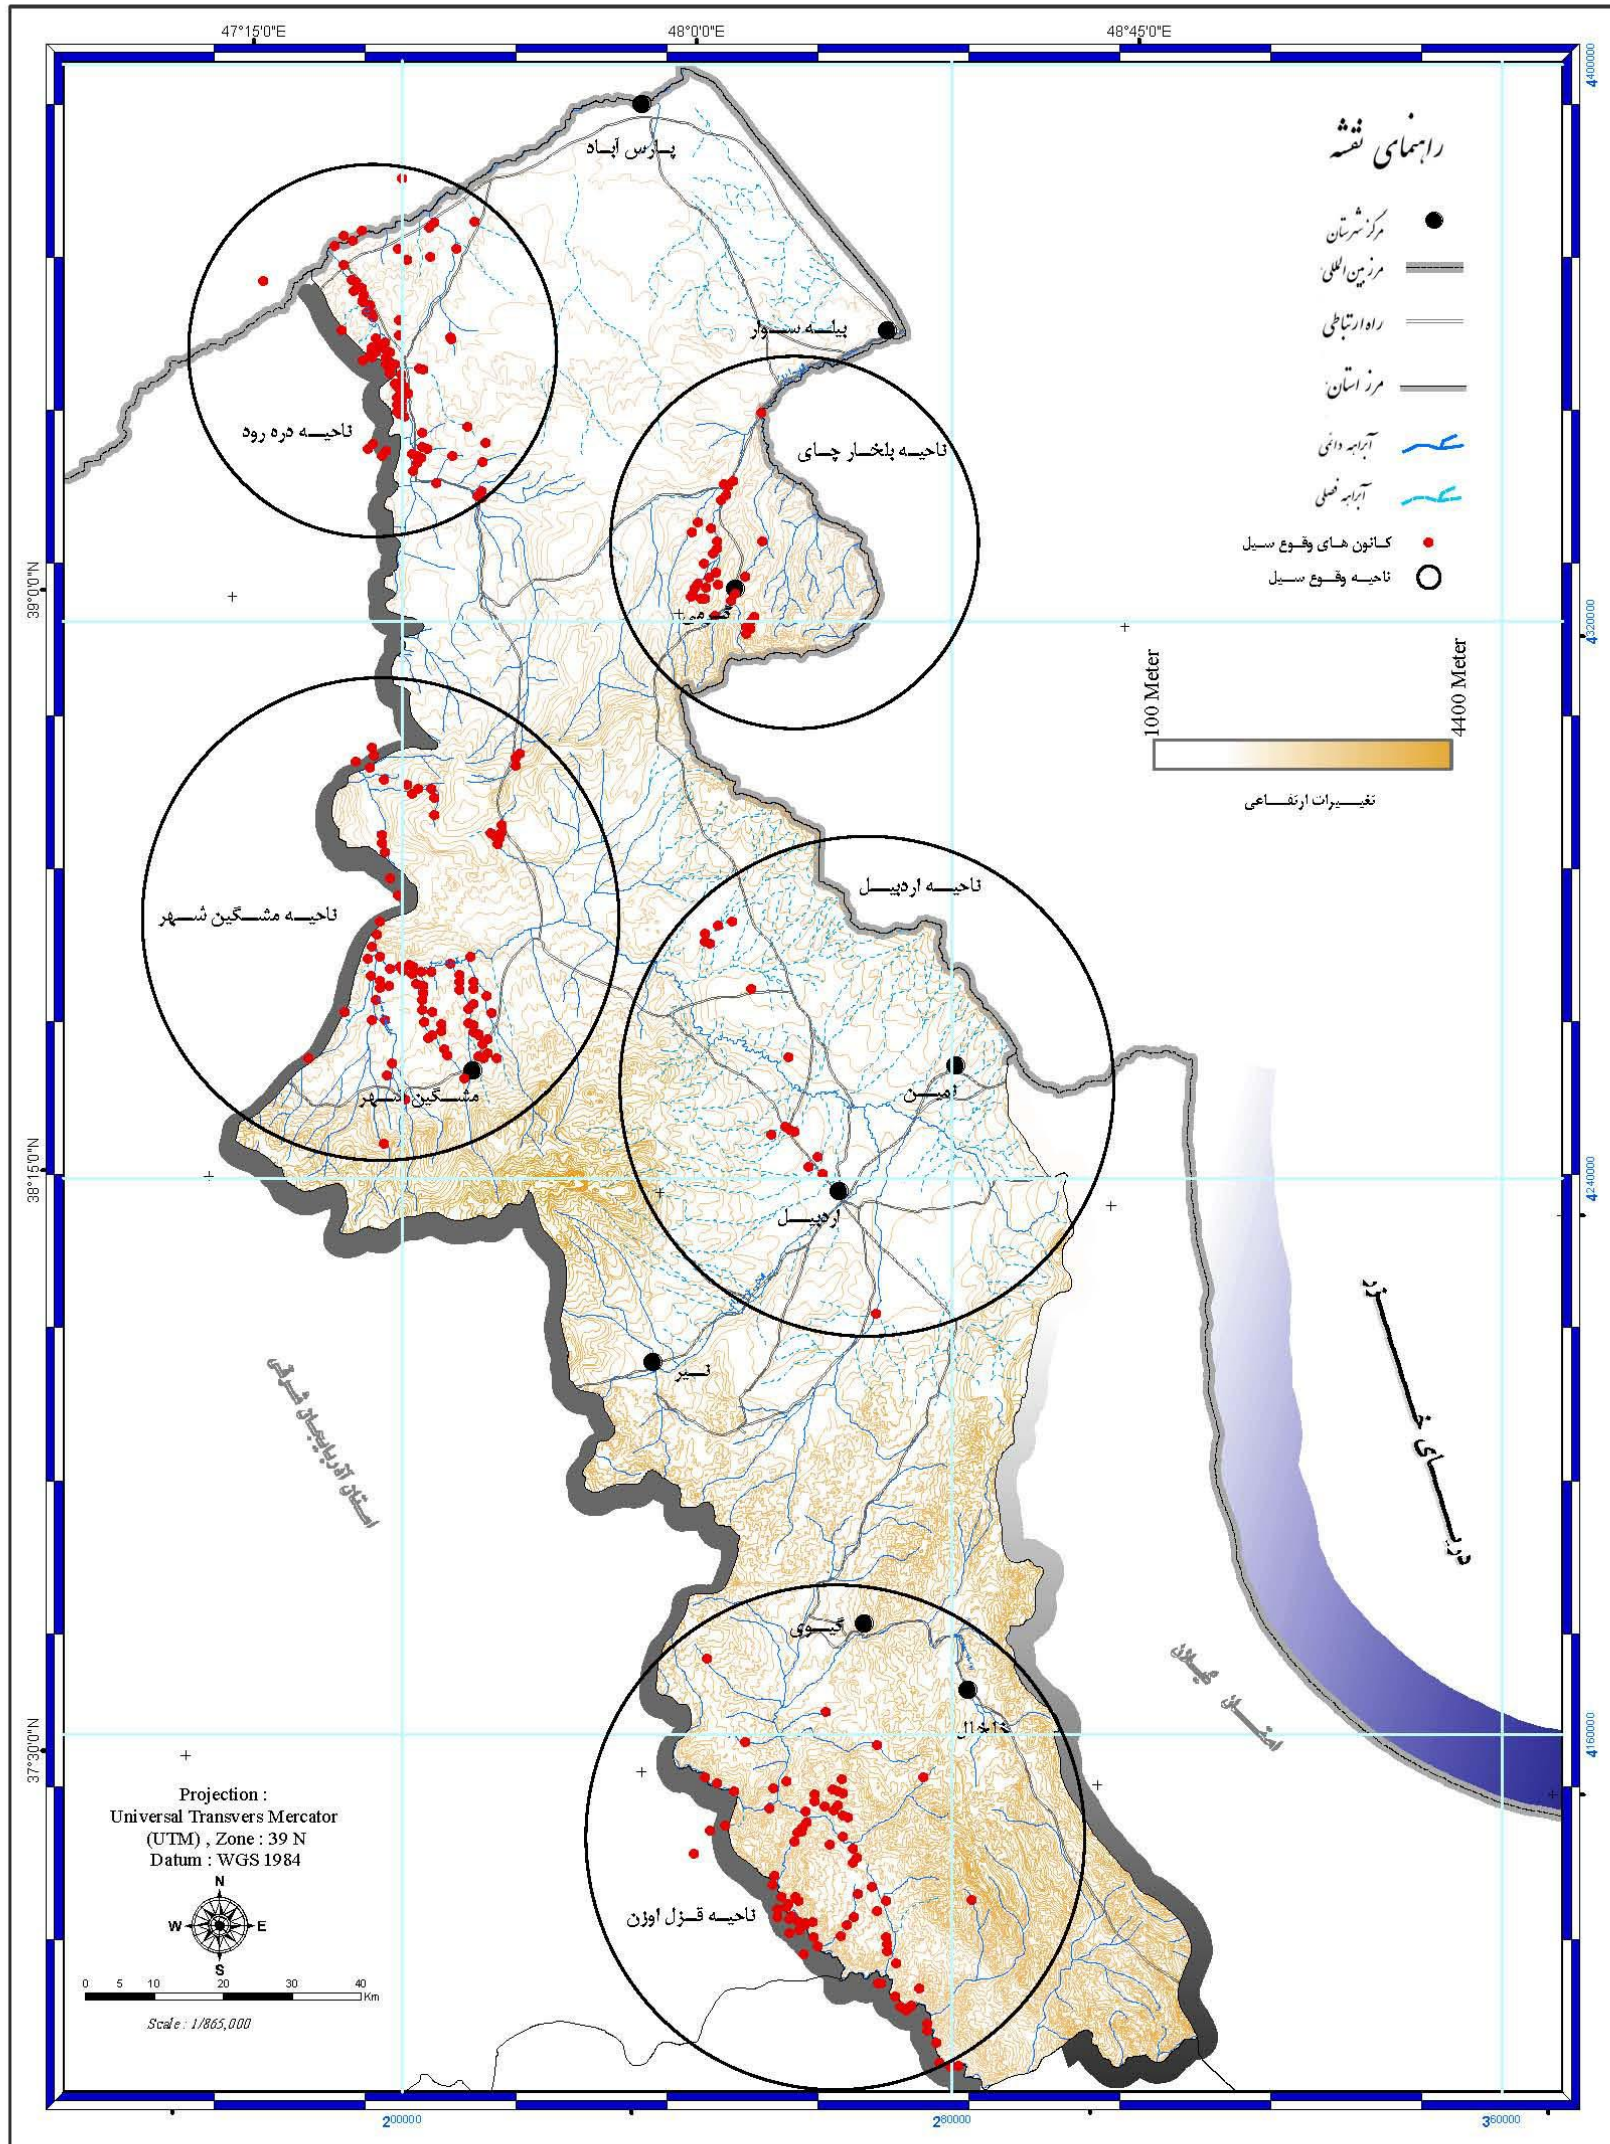 47°15'0"E
48°0'0"E
48°45'0"E
4400000
راهنمای نقشه
مرکز شهرستان
مرز بین المللی
راه ارتباطی
مرز استان
آبراهه دائمی
آبراهه فصلی
کانون های وقوع سیل
ناحیه وقوع سیل
پارس آباد
بیله سوار
ناحیه دره رود
ناحیه بلخار چای
39°0'0"N
گرمی
4320000
100 Meter
4400 Meter
تغییرات ارتفاعی
ناحیه اردبیل
ناحیه مشگین شهر
نمین
مشگین شهر
38°15'0"N
4240000
اردبیل
نیر
دریای خزر
استان آذربایجان شرقی
گیوی
استان گیلان
خلخال
37°30'0"N
4160000
Projection :
Universal Transvers Mercator
(UTM) , Zone : 39 N
Datum : WGS 1984
N
W E
S
ناحیه قزل اوزن
0 5 10 20 30 40
Km
Scale : 1/865,000
200000
280000
360000